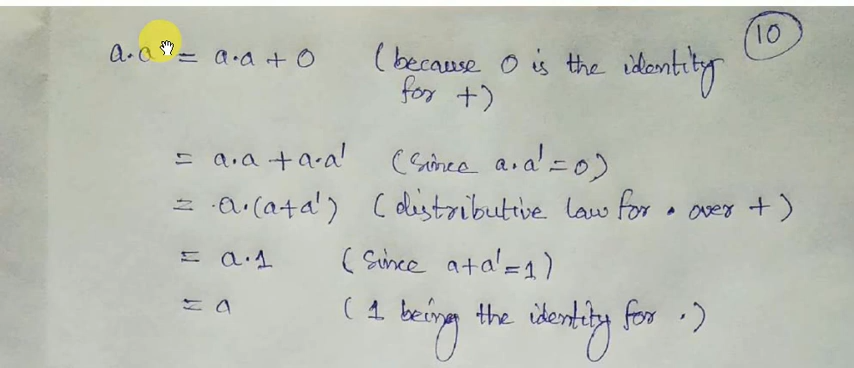 10
a.a = a.a + 0 (because 0 is the identity
for +)
= a.a + a.a' (Since a.a' = 0)
= .a.(a+a') (distributive law for . over +)
= a.1 (Since a+a' = 1)
= a (1 being the identity for .)